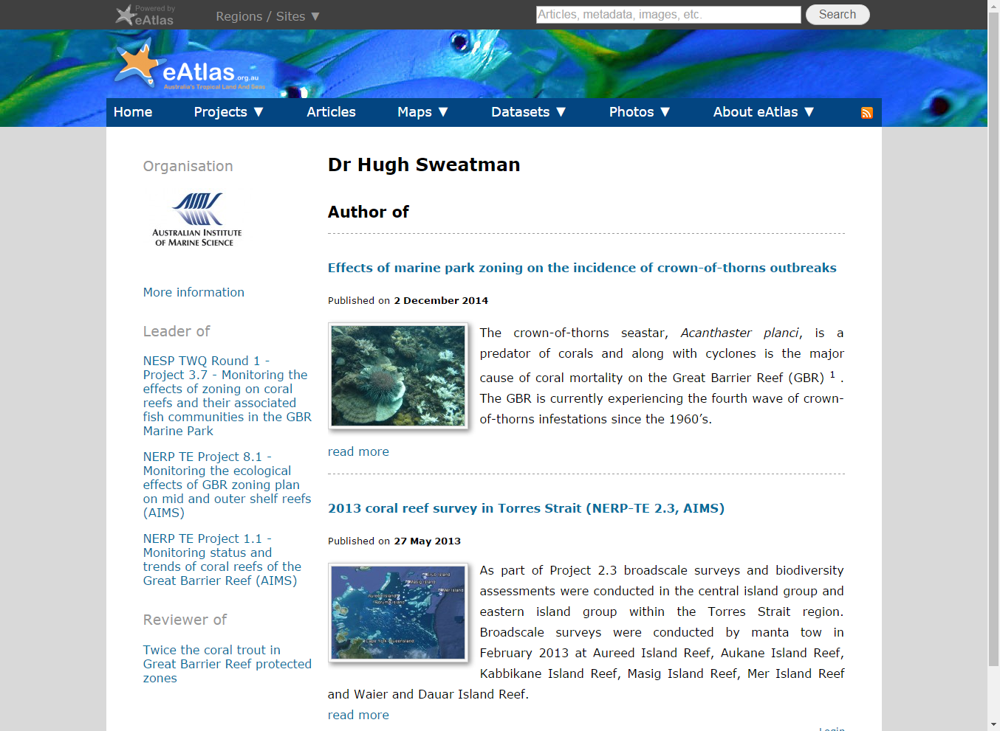 Powered by
eAtlas
Regions / Sites ▼
Articles, metadata, images, etc.
Search
eAtlas.org.au
Australia's Tropical Land And Seas
Home
Projects ▼
Articles
Maps ▼
Datasets ▼
Photos ▼
About eAtlas ▼
Organisation
AIMS
AUSTRALIAN INSTITUTE
OF MARINE SCIENCE
More information
Leader of
NESP TWQ Round 1 -
Project 3.7 - Monitoring the
effects of zoning on coral
reefs and their associated
fish communities in the GBR
Marine Park
NERP TE Project 8.1 -
Monitoring the ecological
effects of GBR zoning plan
on mid and outer shelf reefs
(AIMS)
NERP TE Project 1.1 -
Monitoring status and
trends of coral reefs of the
Great Barrier Reef (AIMS)
Reviewer of
Twice the coral trout in
Great Barrier Reef protected
zones
Dr Hugh Sweatman
Author of
Effects of marine park zoning on the incidence of crown-of-thorns outbreaks
Published on 2 December 2014
The crown-of-thorns seastar, Acanthaster planci, is a
predator of corals and along with cyclones is the major
cause of coral mortality on the Great Barrier Reef (GBR) 1 .
The GBR is currently experiencing the fourth wave of crown-
of-thorns infestations since the 1960’s.
read more
2013 coral reef survey in Torres Strait (NERP-TE 2.3, AIMS)
Published on 27 May 2013
Erub Island
Masig Island
Mer Island
Aureed Island
Cape York Queensland
As part of Project 2.3 broadscale surveys and biodiversity
assessments were conducted in the central island group and
eastern island group within the Torres Strait region.
Broadscale surveys were conducted by manta tow in
February 2013 at Aureed Island Reef, Aukane Island Reef,
Kabbikane Island Reef, Masig Island Reef, Mer Island Reef
and Waier and Dauar Island Reef.
read more
Login